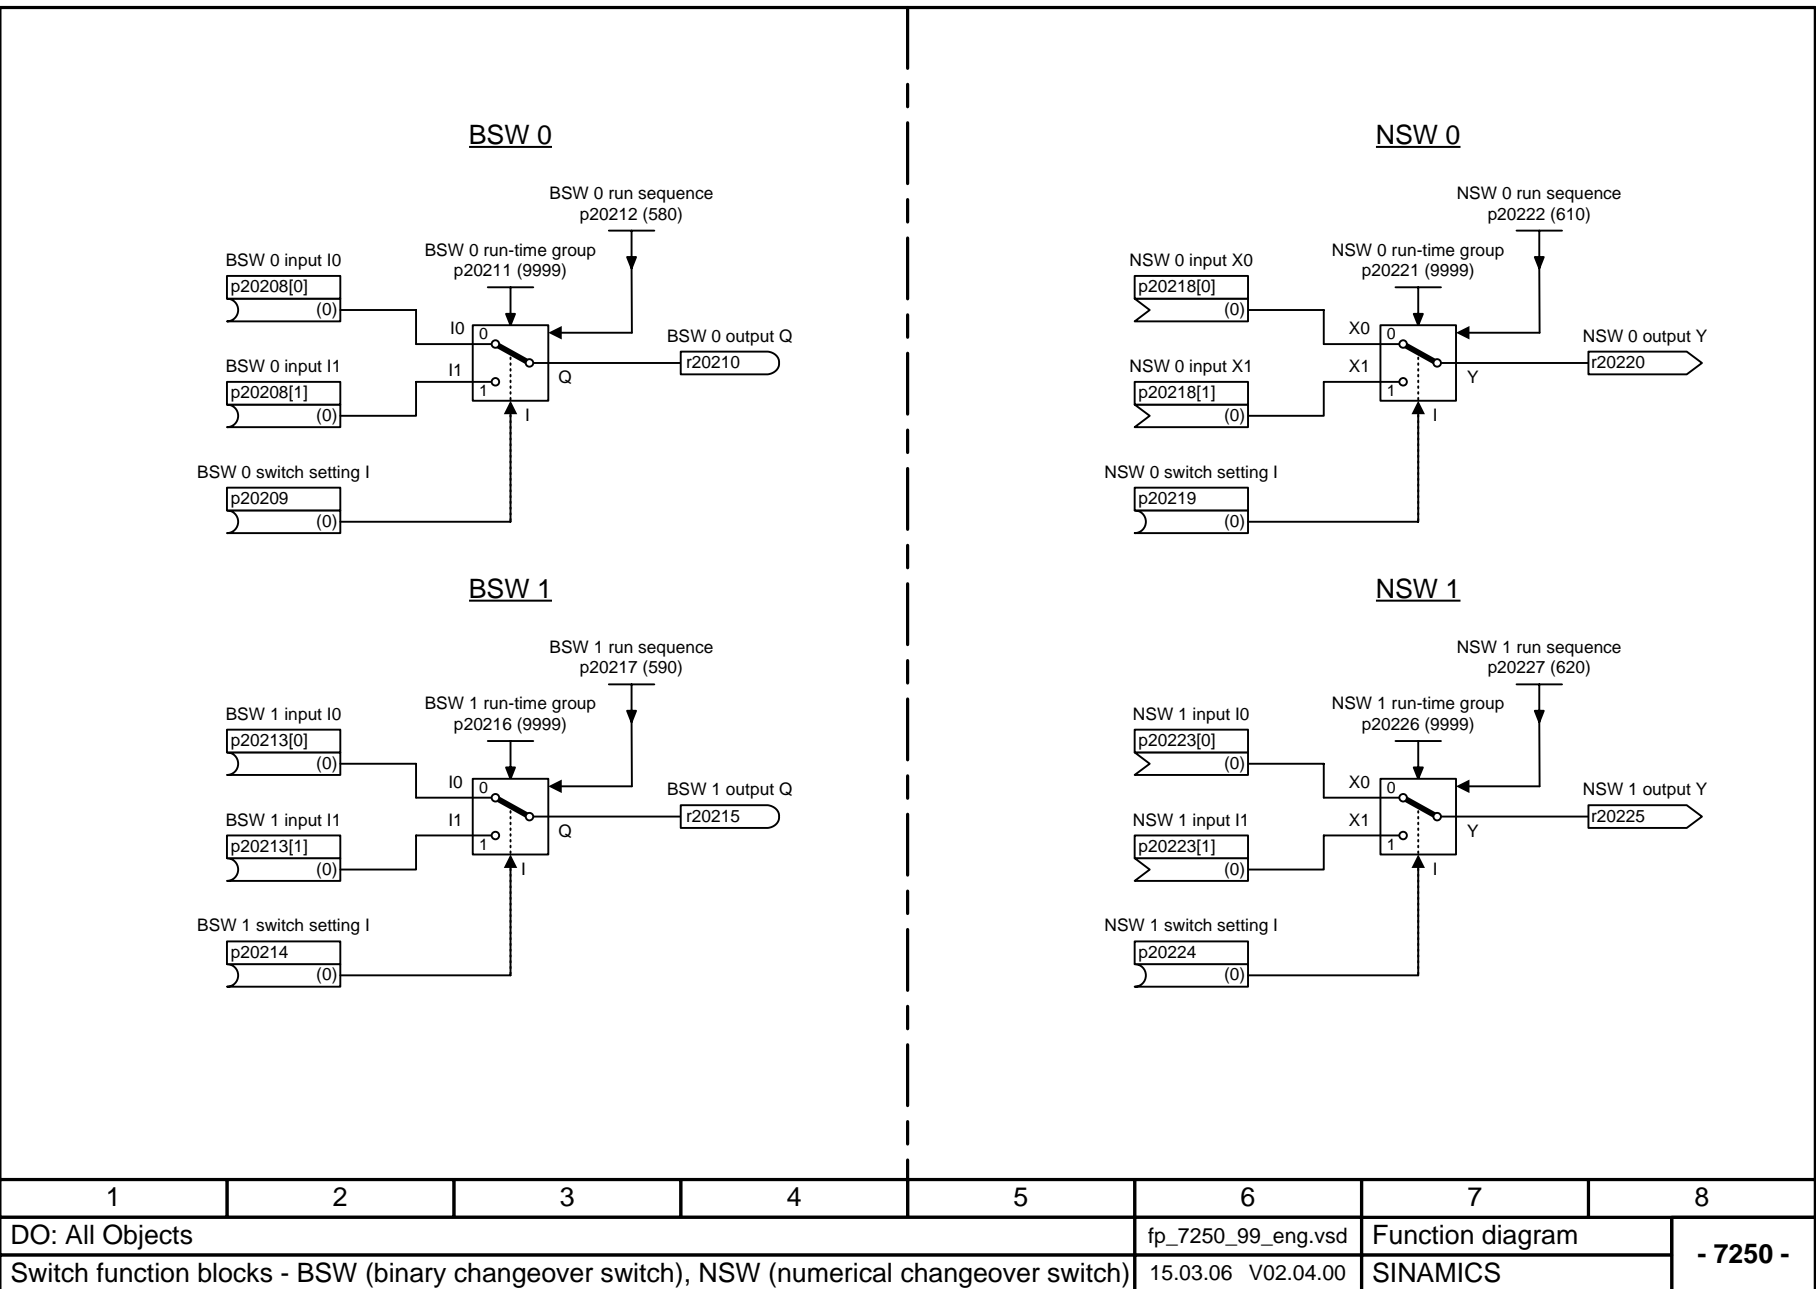 BSW 0
BSW 0 run sequence
p20212 (580)
BSW 0 run-time group
p20211 (9999)
BSW 0 input I0
p20208[0]
(0)
I0
0
BSW 0 output Q
r20210
BSW 0 input I1
p20208[1]
(0)
I1
1
Q
I
BSW 0 switch setting I
p20209
(0)
BSW 1
BSW 1 run sequence
p20217 (590)
BSW 1 run-time group
p20216 (9999)
BSW 1 input I0
p20213[0]
(0)
I0
0
BSW 1 output Q
r20215
BSW 1 input I1
p20213[1]
(0)
I1
1
Q
I
BSW 1 switch setting I
p20214
(0)
NSW 0
NSW 0 run sequence
p20222 (610)
NSW 0 run-time group
p20221 (9999)
NSW 0 input X0
p20218[0]
(0)
X0
0
NSW 0 output Y
r20220
NSW 0 input X1
p20218[1]
(0)
X1
1
Y
I
NSW 0 switch setting I
p20219
(0)
NSW 1
NSW 1 run sequence
p20227 (620)
NSW 1 run-time group
p20226 (9999)
NSW 1 input I0
p20223[0]
(0)
X0
0
NSW 1 output Y
r20225
NSW 1 input I1
p20223[1]
(0)
X1
1
Y
I
NSW 1 switch setting I
p20224
(0)
1 2 3 4 5 6 7 8
DO: All Objects
fp_7250_99_eng.vsd
Function diagram
- 7250 -
Switch function blocks - BSW (binary changeover switch), NSW (numerical changeover switch)
15.03.06 V02.04.00
SINAMICS